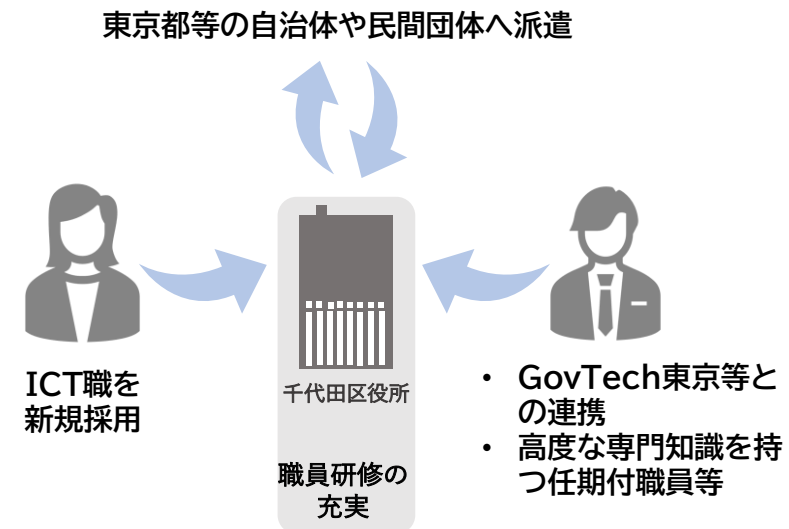 東京都等の自治体や民間団体へ派遣
ICT職を
新規採用
千代田区役所
職員研修の
充実
• GovTech東京等と
の連携
• 高度な専門知識を持
つ任期付職員等